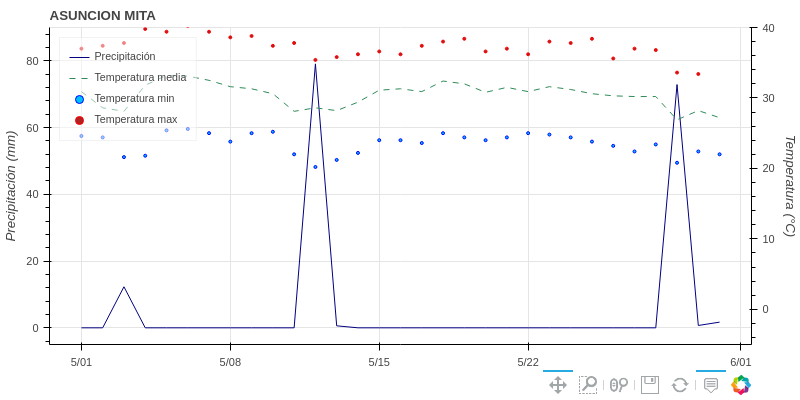 ASUNCION MITA
Precipitación
Temperatura media
Temperatura min
Temperatura max
Precipitación (mm)
80
60
40
20
0
Temperatura (°C)
40
30
20
10
0
5/01
5/08
5/15
5/22
6/01